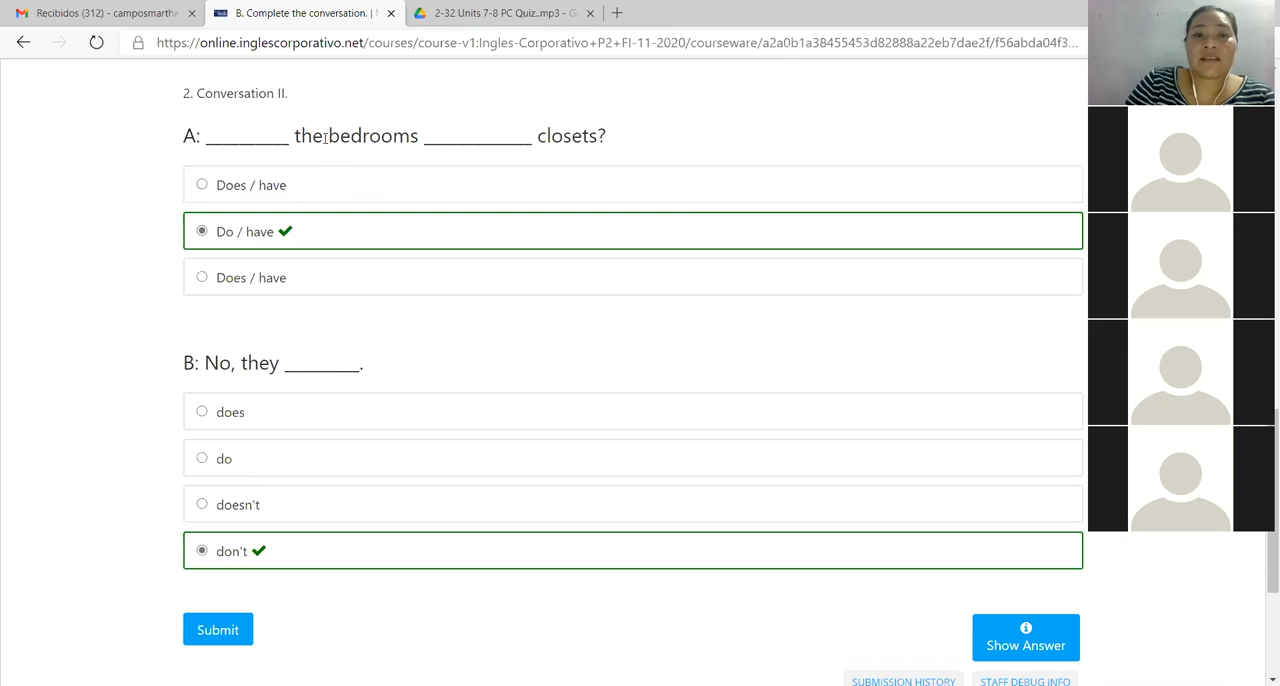 Recibidos (312) - camposmartha
B. Complete the conversation. |
2-32 Units 7-8 PC Quiz..mp3 - G
https://online.inglescorporativo.net/courses/course-v1:Ingles-Corporativo+P2+FI-11-2020/courseware/a2a0b1a38455453d82888a22eb7dae2f/f56abda04f3...
2. Conversation II.
A: _________ the bedrooms ____________ closets?
Does / have
Do / have
Does / have
B: No, they ________.
does
do
doesn't
don't
Submit
Show Answer
SUBMISSION HISTORY
STAFF DEBUG INFO